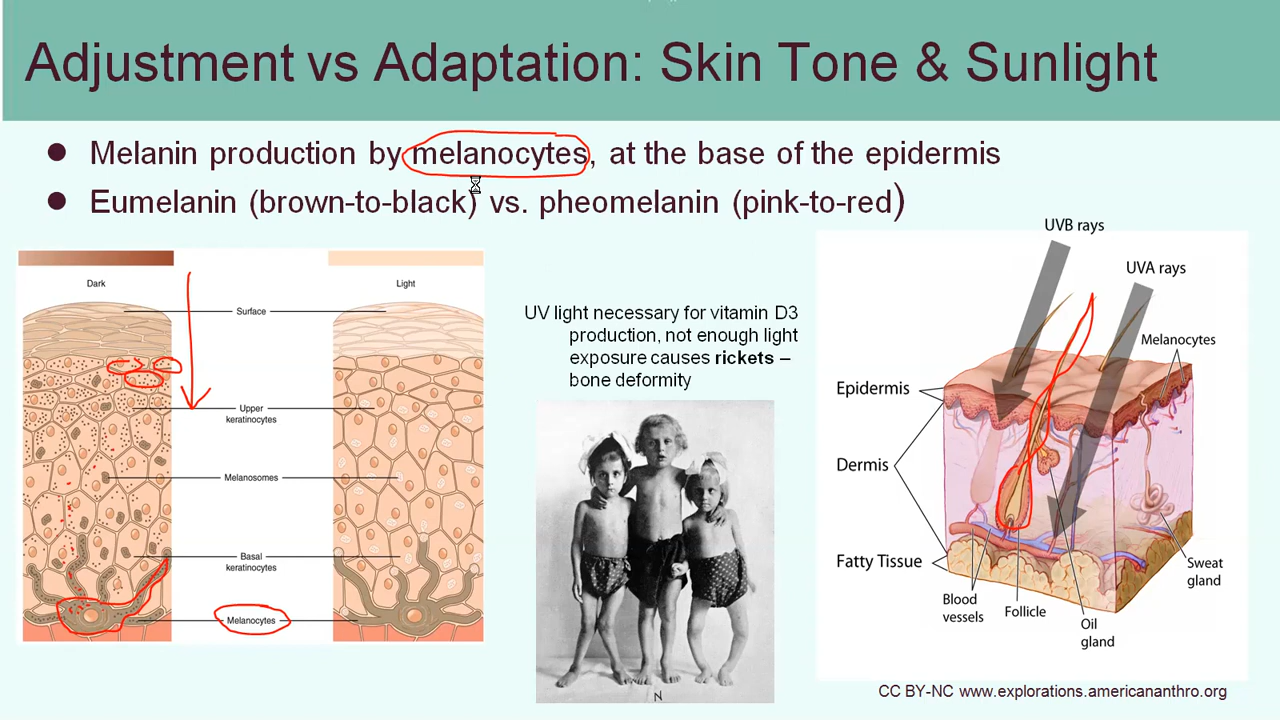 Adjustment vs Adaptation: Skin Tone & Sunlight
● Melanin production by melanocytes, at the base of the epidermis
● Eumelanin (brown-to-black) vs. pheomelanin (pink-to-red)
Dark
Light
Surface
Upper
keratinocytes
Melanosomes
Basal
keratinocytes
Melanocytes
UV light necessary for vitamin D3
production, not enough light
exposure causes rickets –
bone deformity
N
UVB rays
UVA rays
Melanocytes
Epidermis
Dermis
Fatty Tissue
Blood
vessels
Follicle
Oil
gland
Sweat
gland
CC BY-NC www.explorations.americananthro.org